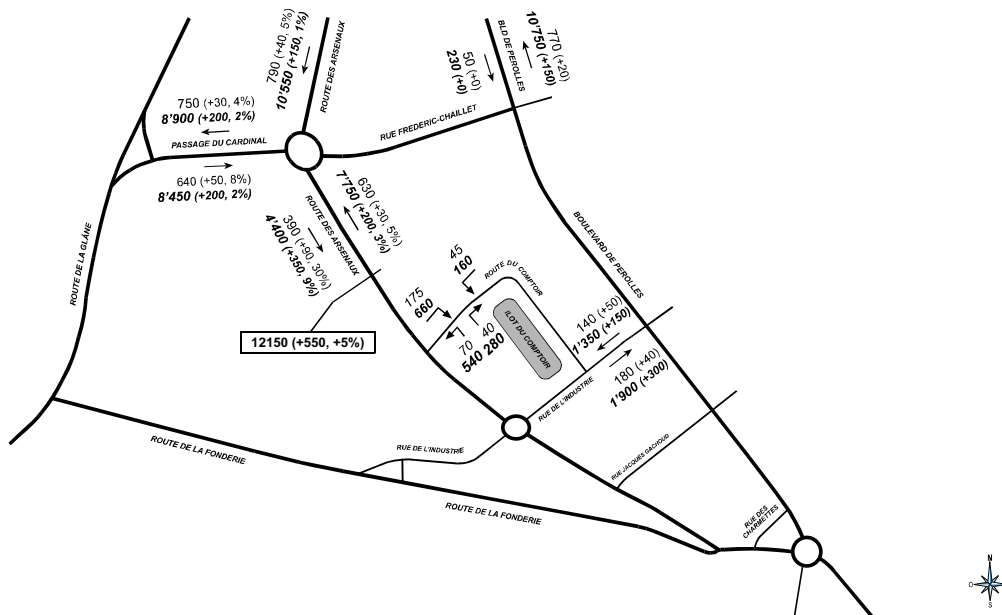 790 (+40, 5%)
10'550 (+150, 1%)
ROUTE DES ARSENAUX
50 (+0)
230 (+0)
BLD DE PEROLLES
770 (+20)
10'750 (+150)
750 (+30, 4%)
8'900 (+200, 2%)
PASSAGE DU CARDINAL
640 (+50, 8%)
8'450 (+200, 2%)
RUE FREDERIC-CHAILLET
630 (+30, 5%)
7'750 (+200, 3%)
ROUTE DES ARSENAUX
390 (+90, 30%)
4'400 (+350, 9%)
ROUTE DE LA GLÂNE
BOULEVARD DE PEROLLES
45
160
ROUTE DU COMPTOIR
175
660
ILOT DU COMPTOIR
70
540
40
280
140 (+50)
1'350 (+150)
180 (+40)
1'900 (+300)
12150 (+550, +5%)
RUE DE L'INDUSTRIE
ROUTE DE LA FONDERIE
RUE DE L'INDUSTRIE
RUE JACQUES GACHOUD
ROUTE DE LA FONDERIE
RUE DES
CHARMETTES
N
O
S